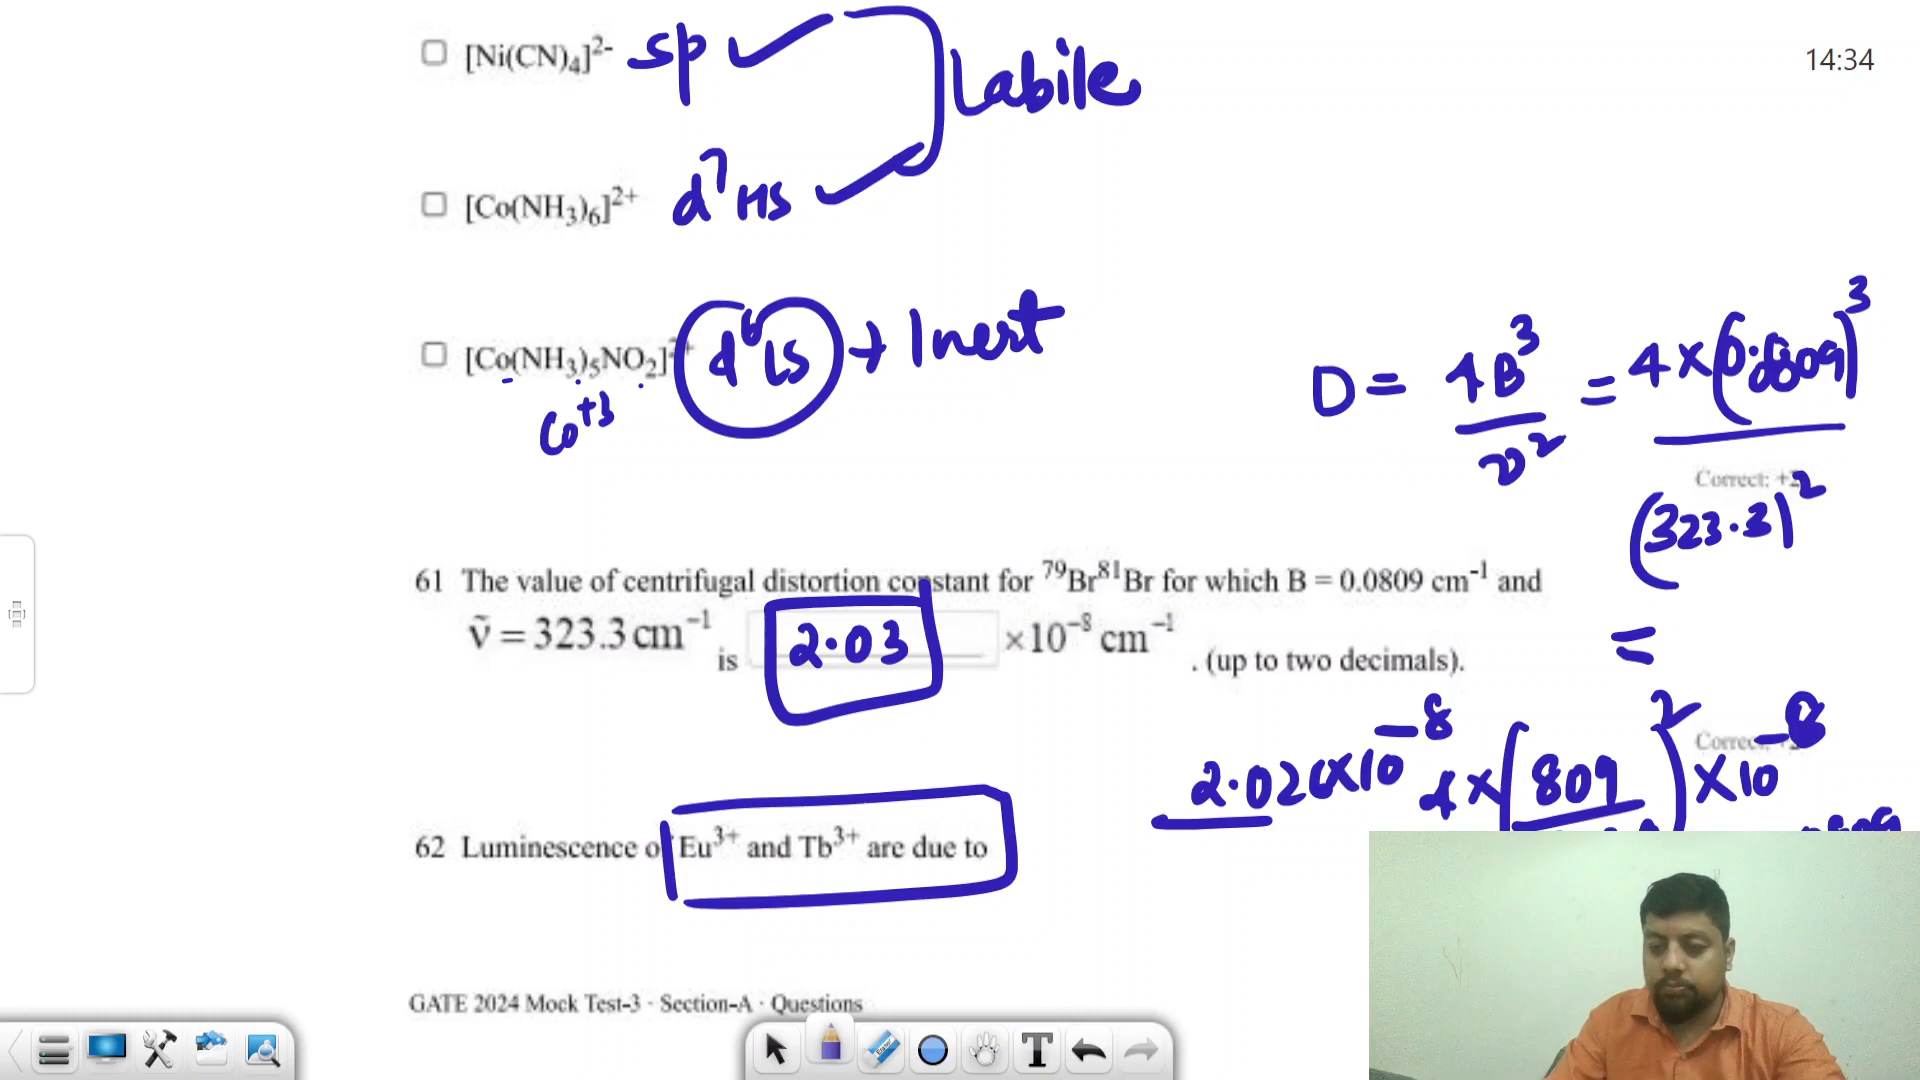 [Ni(CN)4]2- sp Labile
14:34
[Co(NH3)6]2+ d7 HS
[Co(NH3)5NO2]2+ d6 LS → Inert
Co+3
D = 4B3/ν2 = 4×(0.0809)3
Correct: +2
(323.3)2
61 The value of centrifugal distortion constant for 79Br81Br for which B = 0.0809 cm-1 and
ṽ = 323.3 cm-1 is 2.03 ×10-8 cm-1 . (up to two decimals).
=
2.026×10-8 4×(809)2×10-8
62 Luminescence of Eu3+ and Tb3+ are due to
GATE 2024 Mock Test-3 · Section-A · Questions
Eraser
T